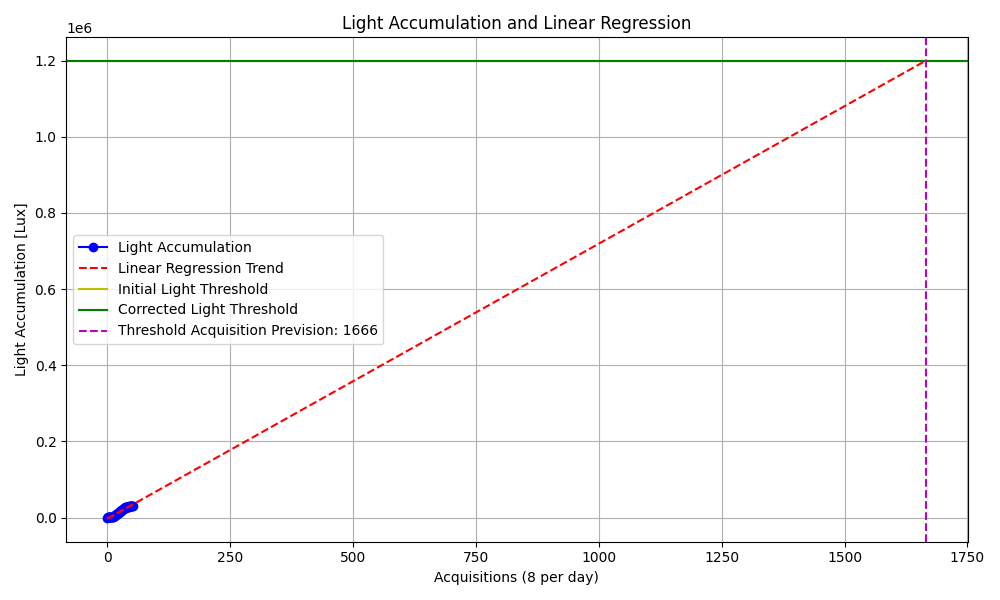 Light Accumulation and Linear Regression
1e6
1.2
1.0
0.8
0.6
0.4
0.2
0.0
Light Accumulation [Lux]
Light Accumulation
Linear Regression Trend
Initial Light Threshold
Corrected Light Threshold
Threshold Acquisition Prevision: 1666
0 250 500 750 1000 1250 1500 1750
Acquisitions (8 per day)